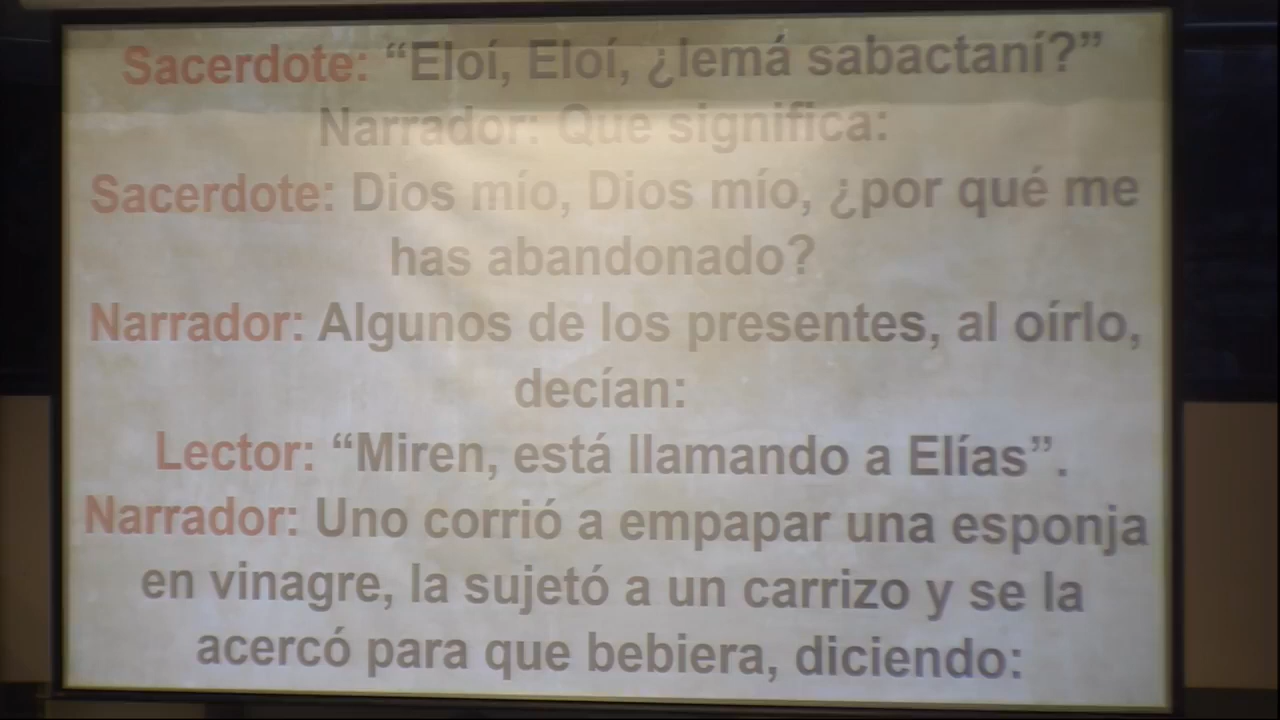 Sacerdote: “Eloí, Eloí, ¿lemá sabactaní?”
Narrador: Que significa:
Sacerdote: Dios mío, Dios mío, ¿por qué me
has abandonado?
Narrador: Algunos de los presentes, al oírlo,
decían:
Lector: “Miren, está llamando a Elías”.
Narrador: Uno corrió a empapar una esponja
en vinagre, la sujetó a un carrizo y se la
acercó para que bebiera, diciendo: